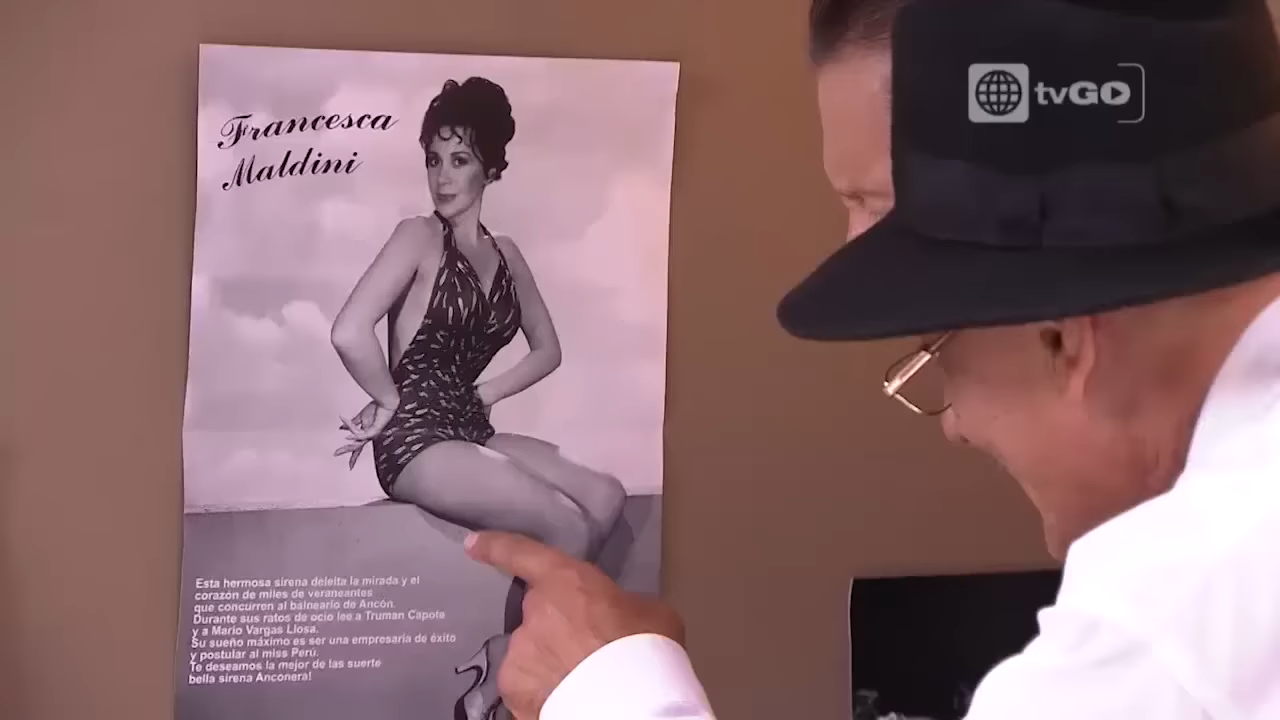 tvGO
Francesca
Maldini
Esta hermosa sirena deleita la mirada y el
corazón de miles de veraneantes
que concurren al balneario de Ancón.
Durante sus ratos de ocio lee a Truman Capote
y a Mario Vargas Llosa.
Su sueño máximo es ser una empresaria de éxito
y postular al miss Perú.
Te deseamos la mejor de las suerte
bella sirena Anconera!